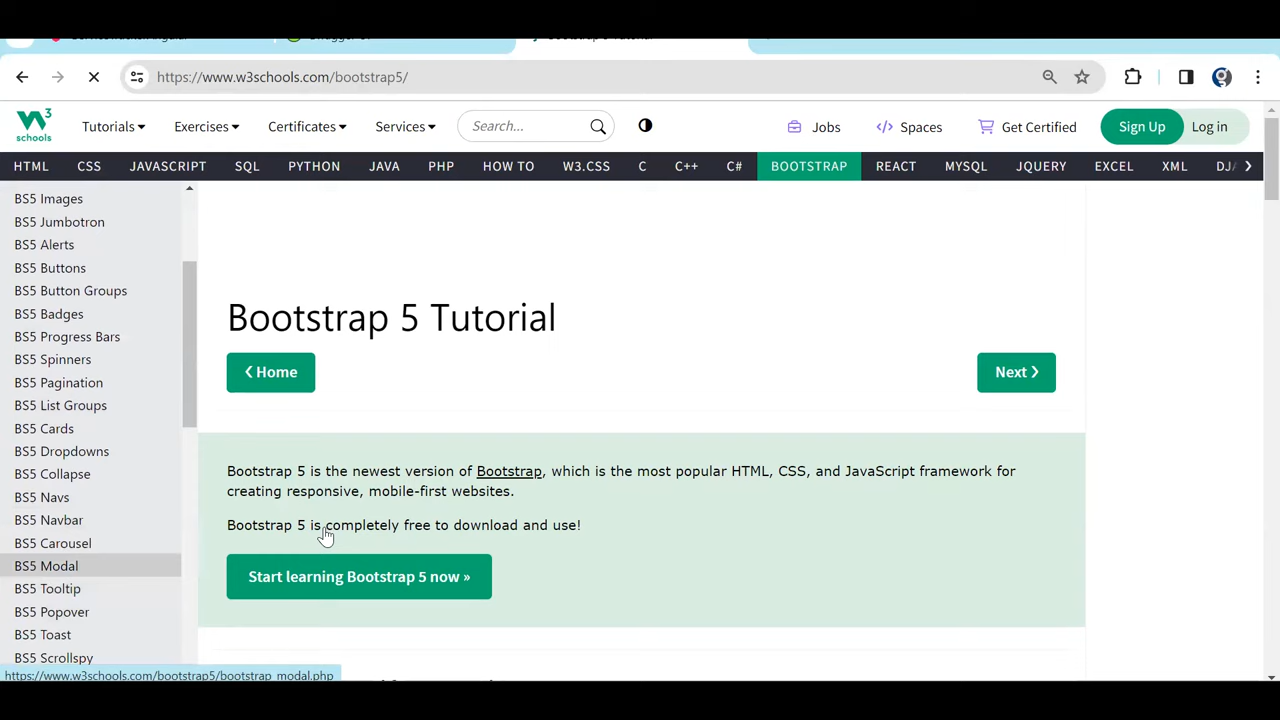 https://www.w3schools.com/bootstrap5/
W3 schools
Tutorials
Exercises
Certificates
Services
Search...
Jobs
Spaces
Get Certified
Sign Up
Log in
HTML CSS JAVASCRIPT SQL PYTHON JAVA PHP HOW TO W3.CSS C C++ C# BOOTSTRAP REACT MYSQL JQUERY EXCEL XML
BS5 Images
BS5 Jumbotron
BS5 Alerts
BS5 Buttons
BS5 Button Groups
BS5 Badges
BS5 Progress Bars
BS5 Spinners
BS5 Pagination
BS5 List Groups
BS5 Cards
BS5 Dropdowns
BS5 Collapse
BS5 Navs
BS5 Navbar
BS5 Carousel
BS5 Modal
BS5 Tooltip
BS5 Popover
BS5 Toast
BS5 Scrollspy
Bootstrap 5 Tutorial
❮ Home
Next ❯
Bootstrap 5 is the newest version of Bootstrap, which is the most popular HTML, CSS, and JavaScript framework for
creating responsive, mobile-first websites.
Bootstrap 5 is completely free to download and use!
Start learning Bootstrap 5 now »
https://www.w3schools.com/bootstrap5/bootstrap_modal.php